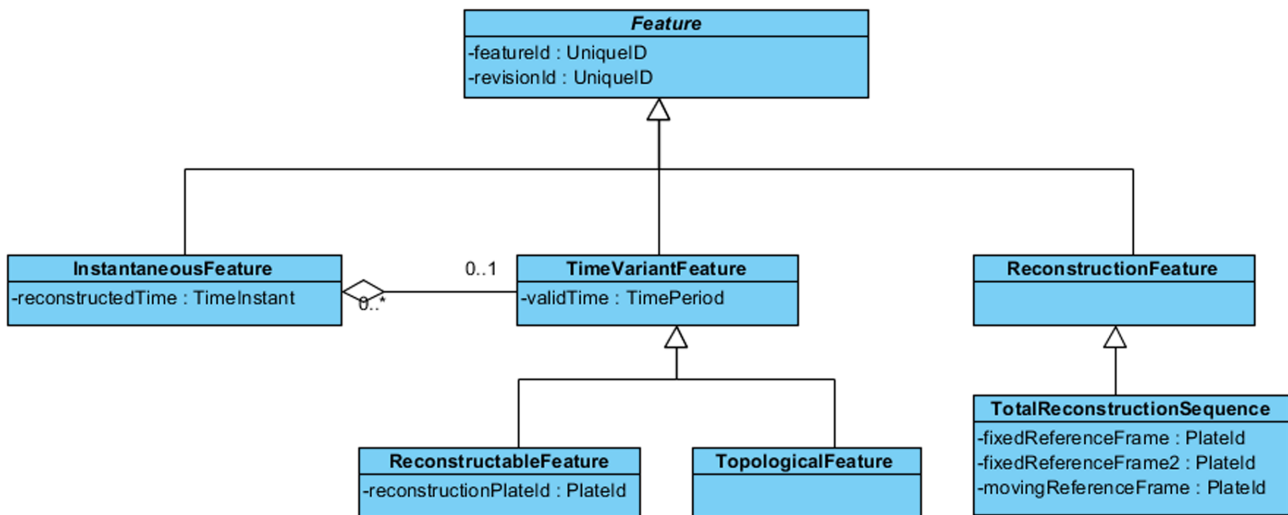 Feature
-featureId : UniqueID
-revisionId : UniqueID
InstantaneousFeature
-reconstructedTime : TimeInstant
0..*
0..1
TimeVariantFeature
-validTime : TimePeriod
ReconstructionFeature
ReconstructableFeature
-reconstructionPlateId : PlateId
TopologicalFeature
TotalReconstructionSequence
-fixedReferenceFrame : PlateId
-fixedReferenceFrame2 : PlateId
-movingReferenceFrame : PlateId